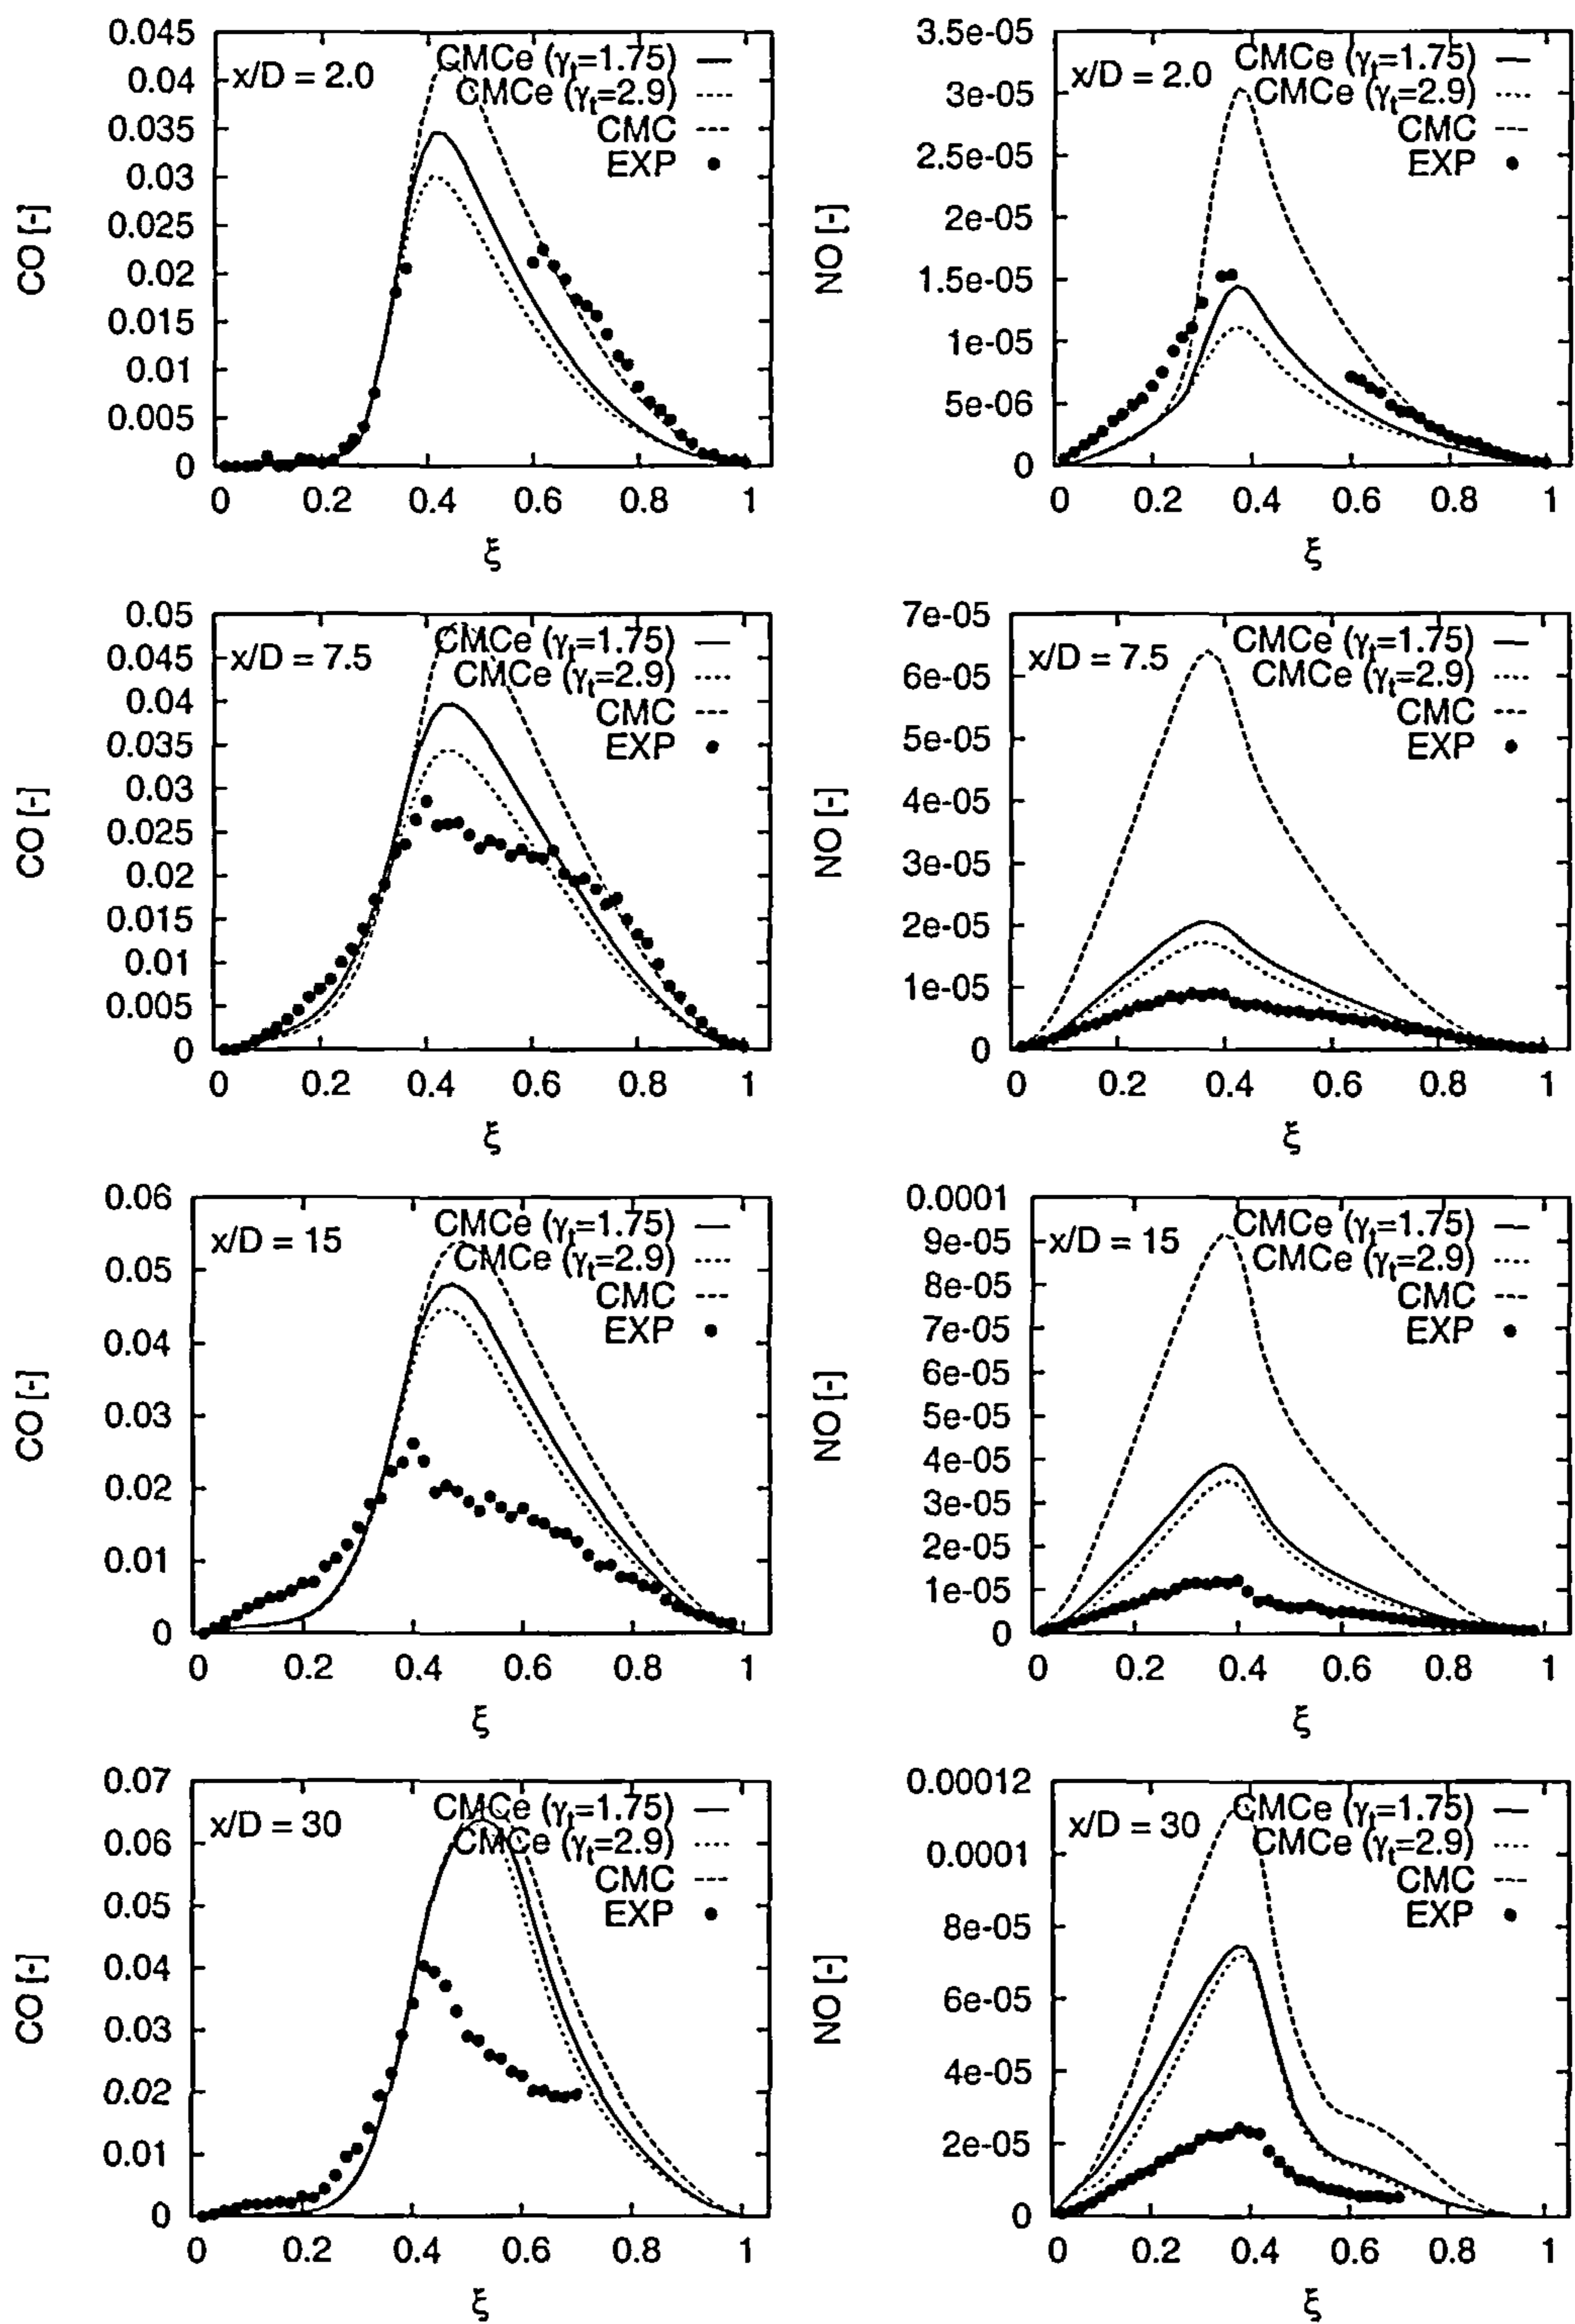 0.045
0.04
0.035
0.03
0.025
0.02
0.015
0.01
0.005
0
CO [-]
x/D = 2.0
CMCe (γt=1.75)
CMCe (γt=2.9)
CMC
EXP
0 0.2 0.4 0.6 0.8 1
ξ
3.5e-05
3e-05
2.5e-05
2e-05
1.5e-05
1e-05
5e-06
0
NO [-]
x/D = 2.0
CMCe (γt=1.75)
CMCe (γt=2.9)
CMC
EXP
0 0.2 0.4 0.6 0.8 1
ξ
0.05
0.045
0.04
0.035
0.03
0.025
0.02
0.015
0.01
0.005
0
CO [-]
x/D = 7.5
CMCe (γt=1.75)
CMCe (γt=2.9)
CMC
EXP
0 0.2 0.4 0.6 0.8 1
ξ
7e-05
6e-05
5e-05
4e-05
3e-05
2e-05
1e-05
0
NO [-]
x/D = 7.5
CMCe (γt=1.75)
CMCe (γt=2.9)
CMC
EXP
0 0.2 0.4 0.6 0.8 1
ξ
0.06
0.05
0.04
0.03
0.02
0.01
0
CO [-]
x/D = 15
CMCe (γt=1.75)
CMCe (γt=2.9)
CMC
EXP
0 0.2 0.4 0.6 0.8 1
ξ
0.0001
9e-05
8e-05
7e-05
6e-05
5e-05
4e-05
3e-05
2e-05
1e-05
0
NO [-]
x/D = 15
CMCe (γt=1.75)
CMCe (γt=2.9)
CMC
EXP
0 0.2 0.4 0.6 0.8 1
ξ
0.07
0.06
0.05
0.04
0.03
0.02
0.01
0
CO [-]
x/D = 30
CMCe (γt=1.75)
CMCe (γt=2.9)
CMC
EXP
0 0.2 0.4 0.6 0.8 1
ξ
0.00012
0.0001
8e-05
6e-05
4e-05
2e-05
0
NO [-]
x/D = 30
CMCe (γt=1.75)
CMCe (γt=2.9)
CMC
EXP
0 0.2 0.4 0.6 0.8 1
ξ